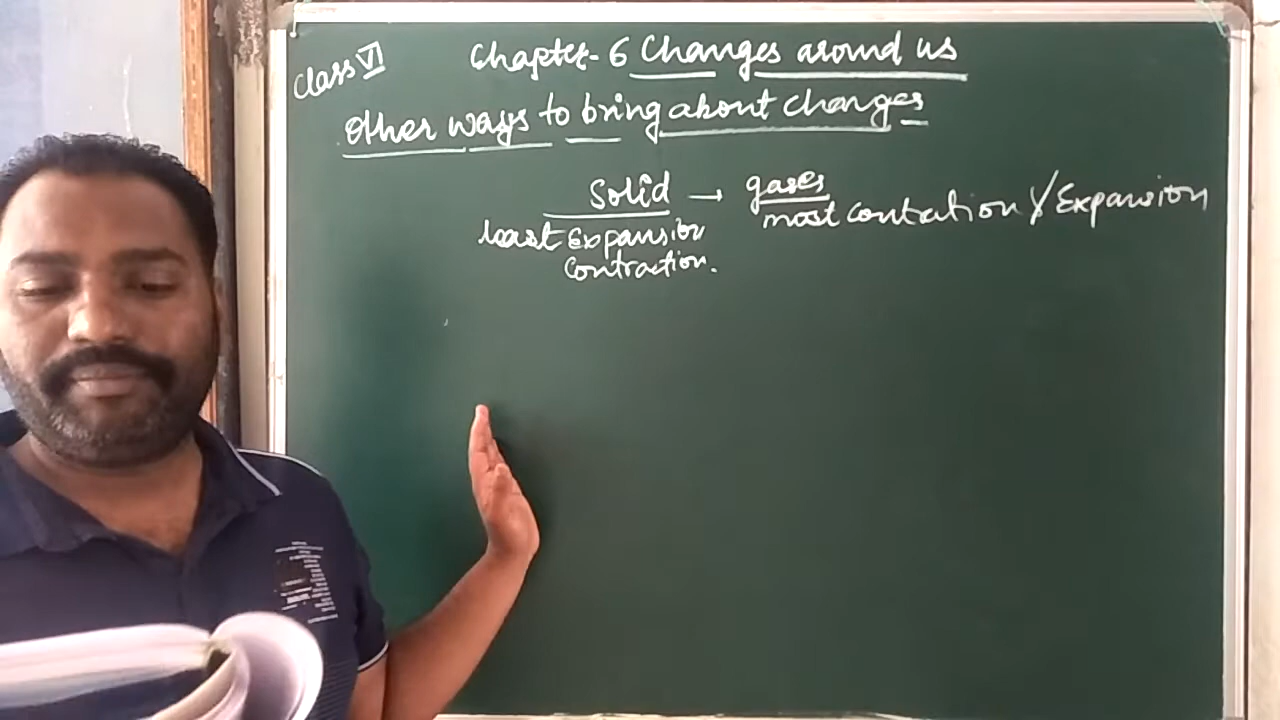 Class VI
Chapter-6 Changes around us
Other ways to bring about changes
Solid → gases
least Expansion
Contraction.
most contration & Expansion